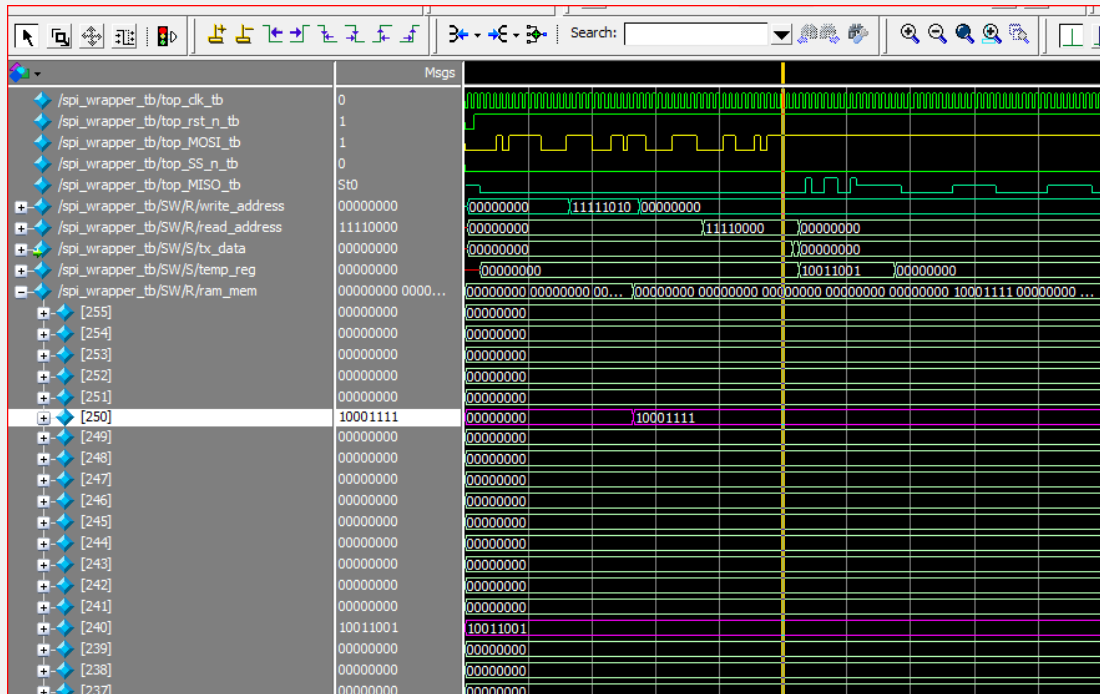 Search:
Msgs
/spi_wrapper_tb/top_clk_tb 0
/spi_wrapper_tb/top_rst_n_tb 1
/spi_wrapper_tb/top_MOSI_tb 1
/spi_wrapper_tb/top_SS_n_tb 0
/spi_wrapper_tb/top_MISO_tb St0
/spi_wrapper_tb/SW/R/write_address 00000000 00000000 11111010 00000000
/spi_wrapper_tb/SW/R/read_address 11110000 00000000 11110000 00000000
/spi_wrapper_tb/SW/S/tx_data 00000000 00000000 00000000
/spi_wrapper_tb/SW/S/temp_reg 00000000 00000000 10011001 00000000
/spi_wrapper_tb/SW/R/ram_mem 00000000 0000... 00000000 00000000 00... 00000000 00000000 00000000 00000000 00000000 10001111 00000000 ...
[255] 00000000 00000000
[254] 00000000 00000000
[253] 00000000 00000000
[252] 00000000 00000000
[251] 00000000 00000000
[250] 10001111 00000000 10001111
[249] 00000000 00000000
[248] 00000000 00000000
[247] 00000000 00000000
[246] 00000000 00000000
[245] 00000000 00000000
[244] 00000000 00000000
[243] 00000000 00000000
[242] 00000000 00000000
[241] 00000000 00000000
[240] 10011001 10011001
[239] 00000000 00000000
[238] 00000000 00000000
[237] 00000000 00000000